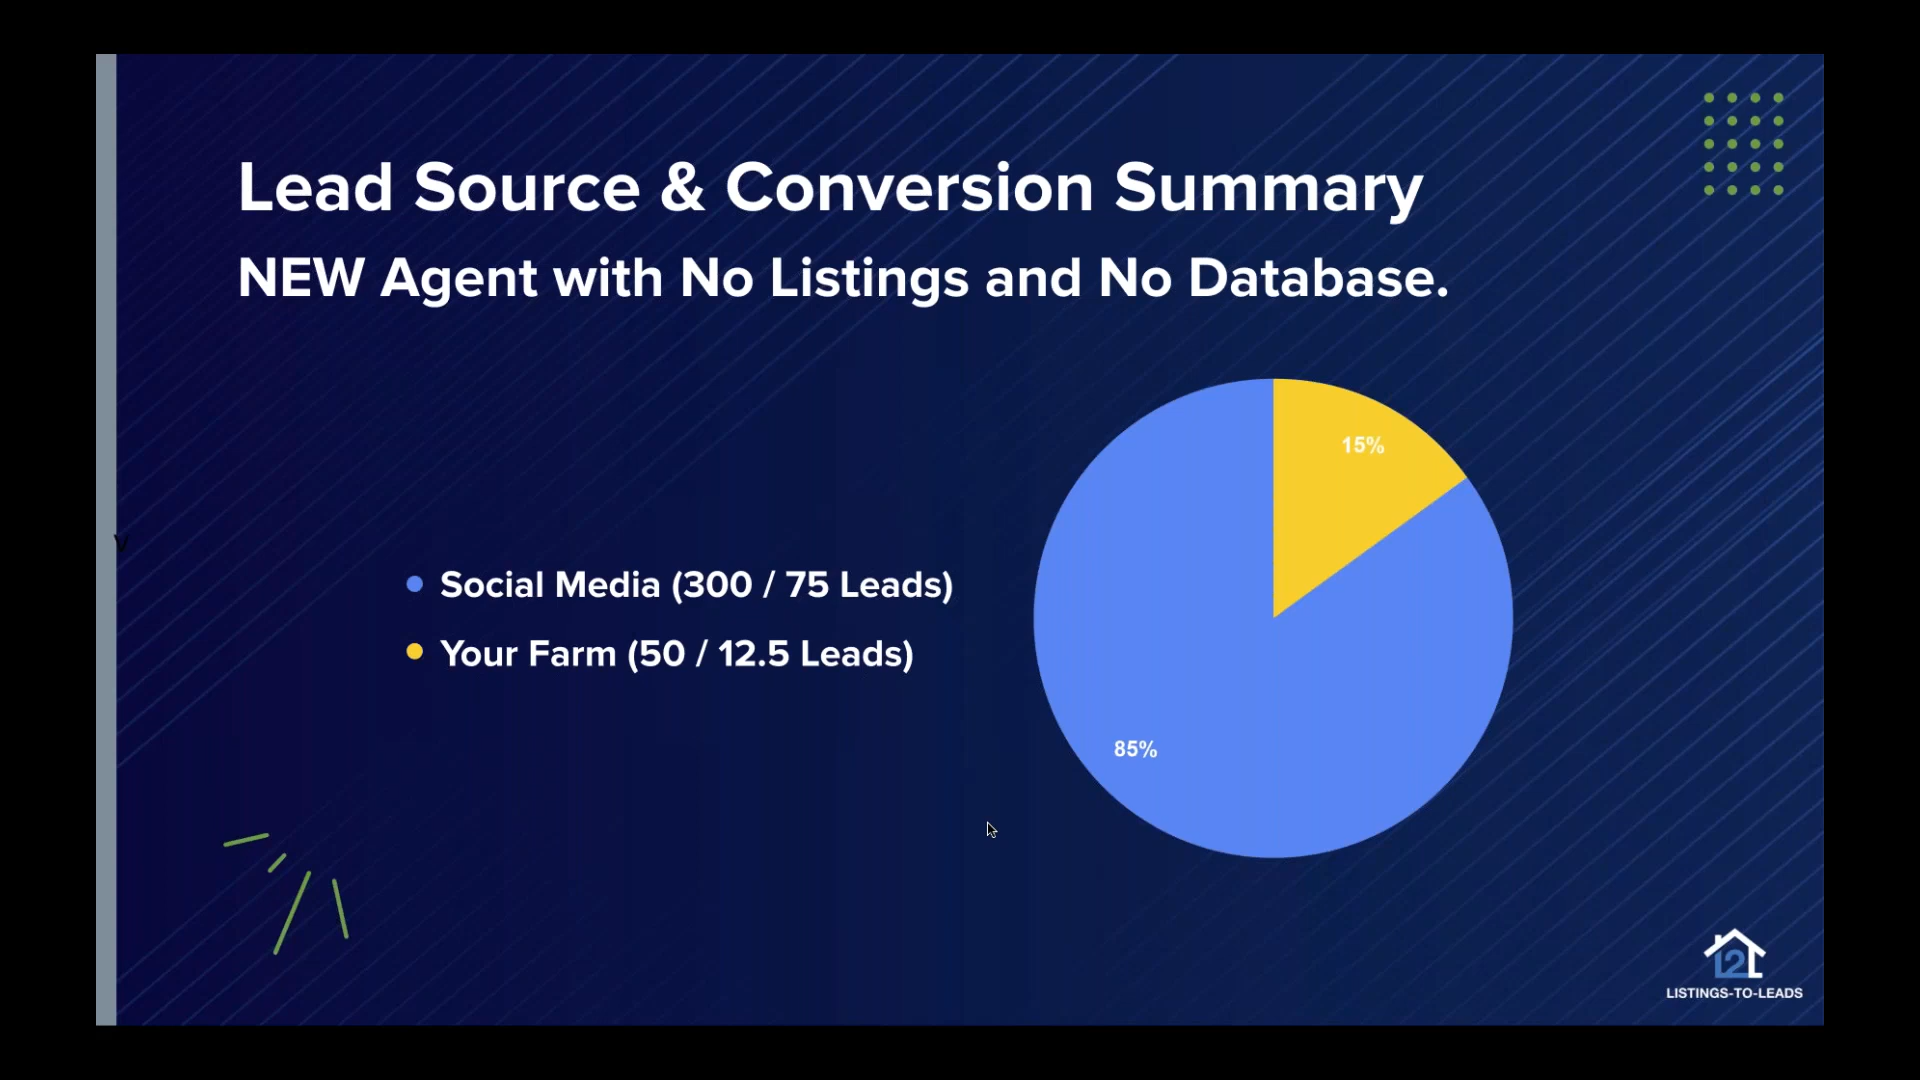 Lead Source & Conversion Summary
NEW Agent with No Listings and No Database.
15%
Social Media (300 / 75 Leads)
Your Farm (50 / 12.5 Leads)
85%
L2L
LISTINGS-TO-LEADS